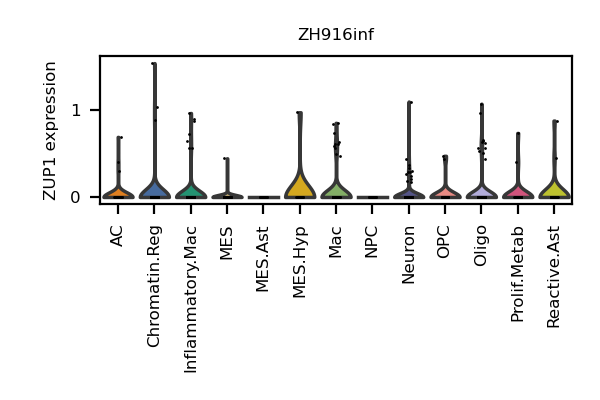 ZH916inf
ZUP1 expression
1
0
AC
Chromatin.Reg
Inflammatory.Mac
MES
MES.Ast
MES.Hyp
Mac
NPC
Neuron
OPC
Oligo
Prolif.Metab
Reactive.Ast